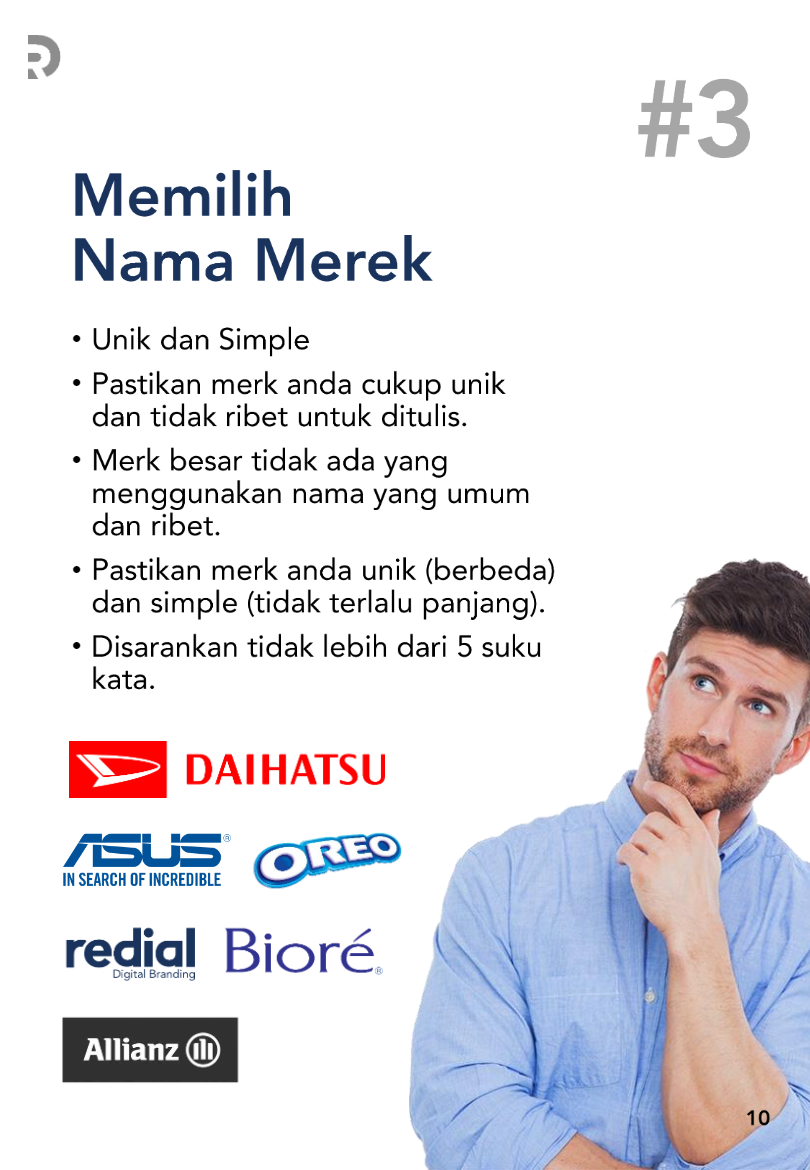 R
#3
Memilih
Nama Merek
• Unik dan Simple
• Pastikan merk anda cukup unik
dan tidak ribet untuk ditulis.
• Merk besar tidak ada yang
menggunakan nama yang umum
dan ribet.
• Pastikan merk anda unik (berbeda)
dan simple (tidak terlalu panjang).
• Disarankan tidak lebih dari 5 suku
kata.
DAIHATSU
ASUS®
IN SEARCH OF INCREDIBLE
OREO
redial
Digital Branding
Bioré®
Allianz
10